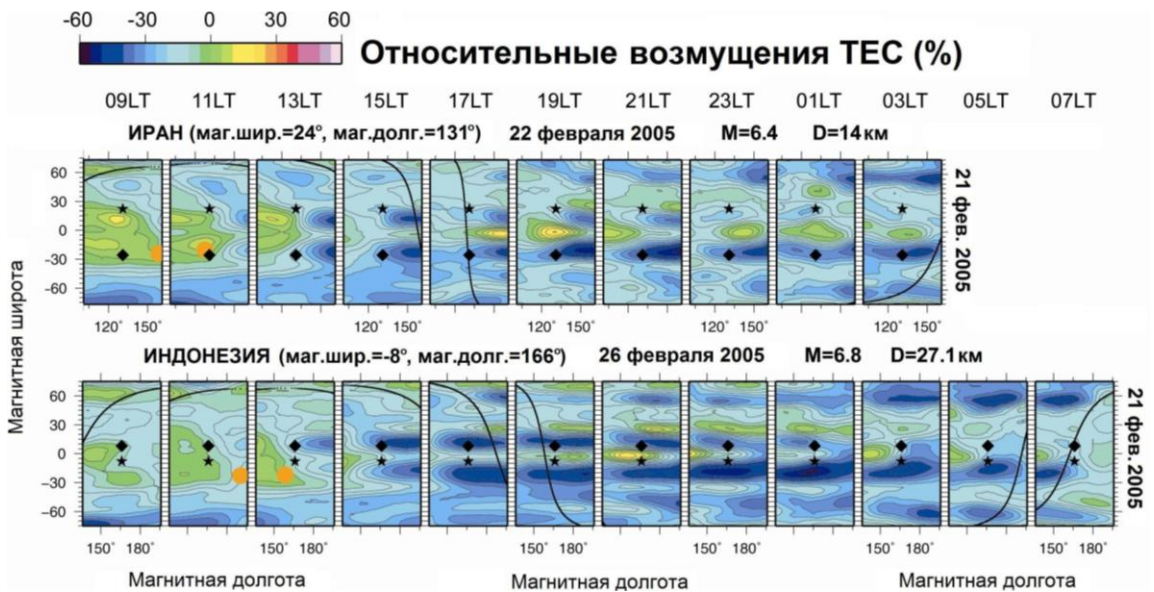 -60 -30 0 30 60
Относительные возмущения ТЕС (%)
09LT 11LT 13LT 15LT 17LT 19LT 21LT 23LT 01LT 03LT 05LT 07LT
ИРАН (маг.шир.=24°, маг.долг.=131°) 22 февраля 2005 M=6.4 D=14км
60
30
0
-30
-60
21 фев. 2005
120° 150° 120° 150° 120° 150° 120° 150° 120° 150°
Магнитная широта
ИНДОНЕЗИЯ (маг.шир.=-8°, маг.долг.=166°) 26 февраля 2005 M=6.8 D=27.1км
60
30
0
-30
-60
21 фев. 2005
150° 180° 150° 180° 150° 180° 150° 180° 150° 180° 150° 180°
Магнитная долгота Магнитная долгота Магнитная долгота